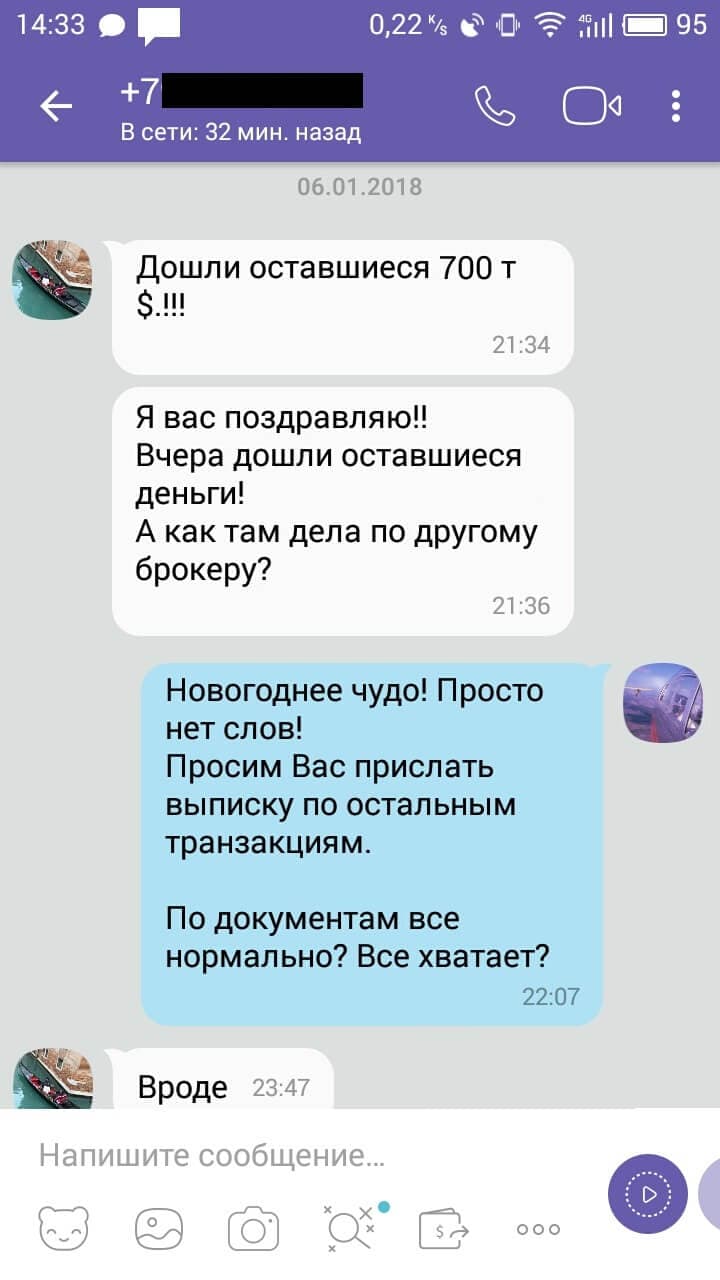 14:33 0,22 K/s 4G 95
+7
В сети: 32 мин. назад
06.01.2018
Дошли оставшиеся 700 т
$.!!!
21:34
Я вас поздравляю!!
Вчера дошли оставшиеся
деньги!
А как там дела по другому
брокеру?
21:36
Новогоднее чудо! Просто
нет слов!
Просим Вас прислать
выписку по остальным
транзакциям.
По документам все
нормально? Все хватает?
22:07
Вроде 23:47
Напишите сообщение...
$